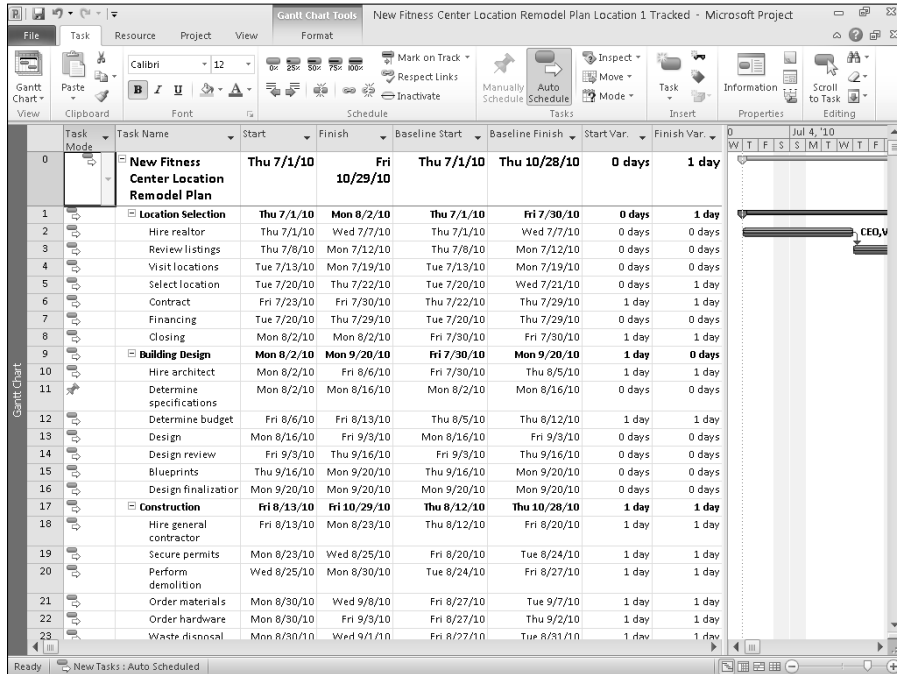 Gantt Chart Tools New Fitness Center Location Remodel Plan Location 1 Tracked - Microsoft Project
File Task Resource Project View Format
Calibri 12 0% 25% 50% 75% 100% Mark on Track Inspect
Respect Links Move
B I U A Inactivate Mode
Gantt Chart Paste Manually Schedule Auto Schedule Task Information Scroll to Task
View Clipboard Font Schedule Tasks Insert Properties Editing
Task Mode Task Name Start Finish Baseline Start Baseline Finish Start Var. Finish Var. 0 Jul 4, '10
W T F S S M T W T F
0 New Fitness Center Location Remodel Plan Thu 7/1/10 Fri 10/29/10 Thu 7/1/10 Thu 10/28/10 0 days 1 day
1 Location Selection Thu 7/1/10 Mon 8/2/10 Thu 7/1/10 Fri 7/30/10 0 days 1 day
2 Hire realtor Thu 7/1/10 Wed 7/7/10 Thu 7/1/10 Wed 7/7/10 0 days 0 days CEO,V
3 Review listings Thu 7/8/10 Mon 7/12/10 Thu 7/8/10 Mon 7/12/10 0 days 0 days
4 Visit locations Tue 7/13/10 Mon 7/19/10 Tue 7/13/10 Mon 7/19/10 0 days 0 days
5 Select location Tue 7/20/10 Thu 7/22/10 Tue 7/20/10 Wed 7/21/10 0 days 1 day
6 Contract Fri 7/23/10 Fri 7/30/10 Thu 7/22/10 Thu 7/29/10 1 day 1 day
7 Financing Tue 7/20/10 Thu 7/29/10 Tue 7/20/10 Thu 7/29/10 0 days 0 days
8 Closing Mon 8/2/10 Mon 8/2/10 Fri 7/30/10 Fri 7/30/10 1 day 1 day
9 Building Design Mon 8/2/10 Mon 9/20/10 Fri 7/30/10 Mon 9/20/10 1 day 0 days
10 Hire architect Mon 8/2/10 Fri 8/6/10 Fri 7/30/10 Thu 8/5/10 1 day 1 day
11 Determine specifications Mon 8/2/10 Mon 8/16/10 Mon 8/2/10 Mon 8/16/10 0 days 0 days
12 Determine budget Fri 8/6/10 Fri 8/13/10 Thu 8/5/10 Thu 8/12/10 1 day 1 day
13 Design Mon 8/16/10 Fri 9/3/10 Mon 8/16/10 Fri 9/3/10 0 days 0 days
14 Design review Fri 9/3/10 Thu 9/16/10 Fri 9/3/10 Thu 9/16/10 0 days 0 days
15 Blueprints Thu 9/16/10 Mon 9/20/10 Thu 9/16/10 Mon 9/20/10 0 days 0 days
16 Design finalization Mon 9/20/10 Mon 9/20/10 Mon 9/20/10 Mon 9/20/10 0 days 0 days
17 Construction Fri 8/13/10 Fri 10/29/10 Thu 8/12/10 Thu 10/28/10 1 day 1 day
18 Hire general contractor Fri 8/13/10 Mon 8/23/10 Thu 8/12/10 Fri 8/20/10 1 day 1 day
19 Secure permits Mon 8/23/10 Wed 8/25/10 Fri 8/20/10 Tue 8/24/10 1 day 1 day
20 Perform demolition Wed 8/25/10 Mon 8/30/10 Tue 8/24/10 Fri 8/27/10 1 day 1 day
21 Order materials Mon 8/30/10 Wed 9/8/10 Fri 8/27/10 Tue 9/7/10 1 day 1 day
22 Order hardware Mon 8/30/10 Fri 9/3/10 Fri 8/27/10 Thu 9/2/10 1 day 1 day
23 Waste disposal Mon 8/30/10 Wed 9/1/10 Fri 8/27/10 Tue 8/31/10 1 day 1 day
Gantt Chart
Ready New Tasks : Auto Scheduled